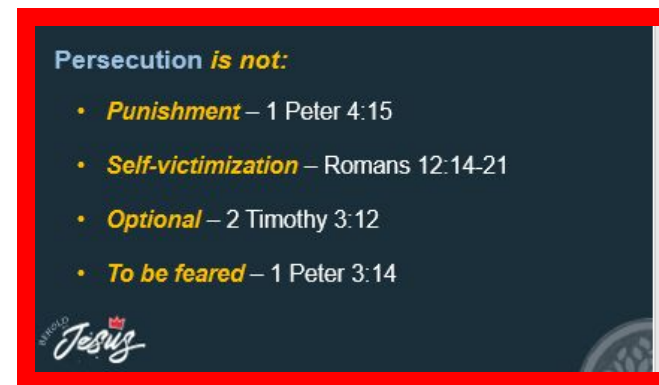 Persecution is not:
• Punishment – 1 Peter 4:15
• Self-victimization – Romans 12:14-21
• Optional – 2 Timothy 3:12
• To be feared – 1 Peter 3:14
BEHOLD
Jesus